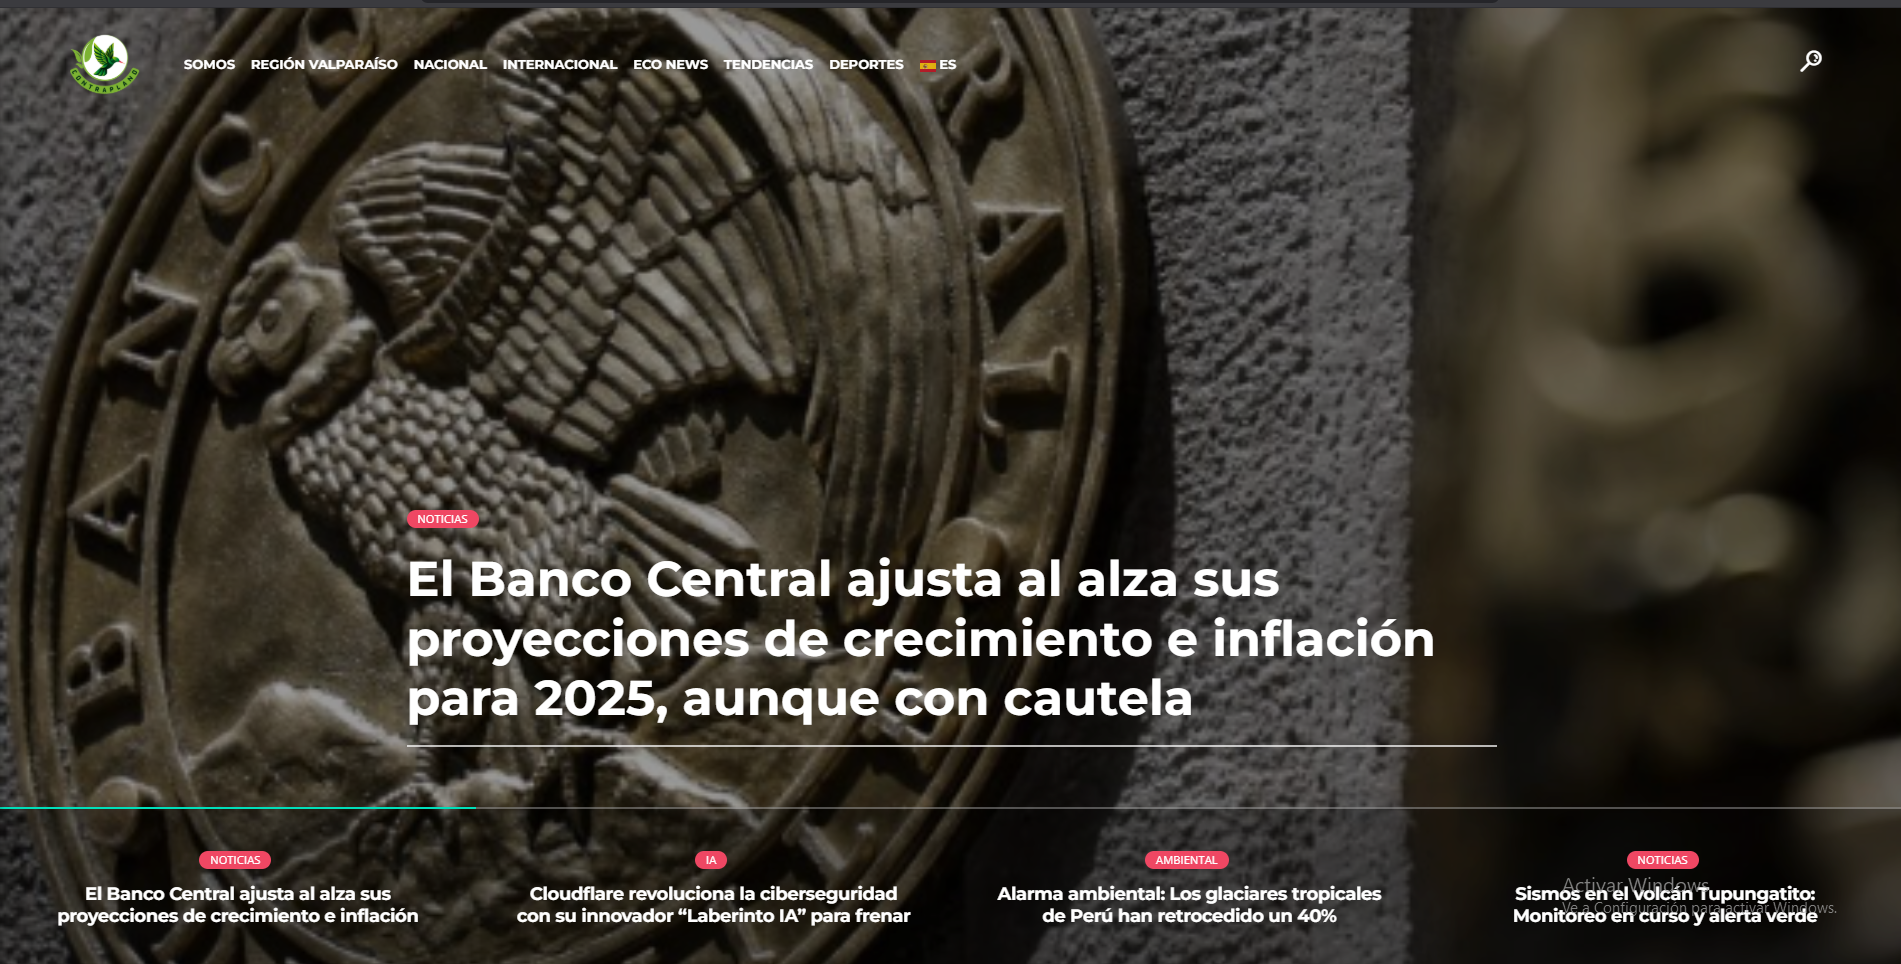 CONTRAPLANO
SOMOS REGIÓN VALPARAÍSO NACIONAL INTERNACIONAL ECO NEWS TENDENCIAS DEPORTES ES
BANCO
NOTICIAS
El Banco Central ajusta al alza sus
proyecciones de crecimiento e inflación
para 2025, aunque con cautela
NOTICIAS
El Banco Central ajusta al alza sus
proyecciones de crecimiento e inflación
IA
Cloudflare revoluciona la ciberseguridad
con su innovador “Laberinto IA” para frenar
AMBIENTAL
Alarma ambiental: Los glaciares tropicales
de Perú han retrocedido un 40%
NOTICIAS
Sismos en el volcán Tupungatito:
Monitoreo en curso y alerta verde
Activar Windows
Ve a Configuración para activar Windows.